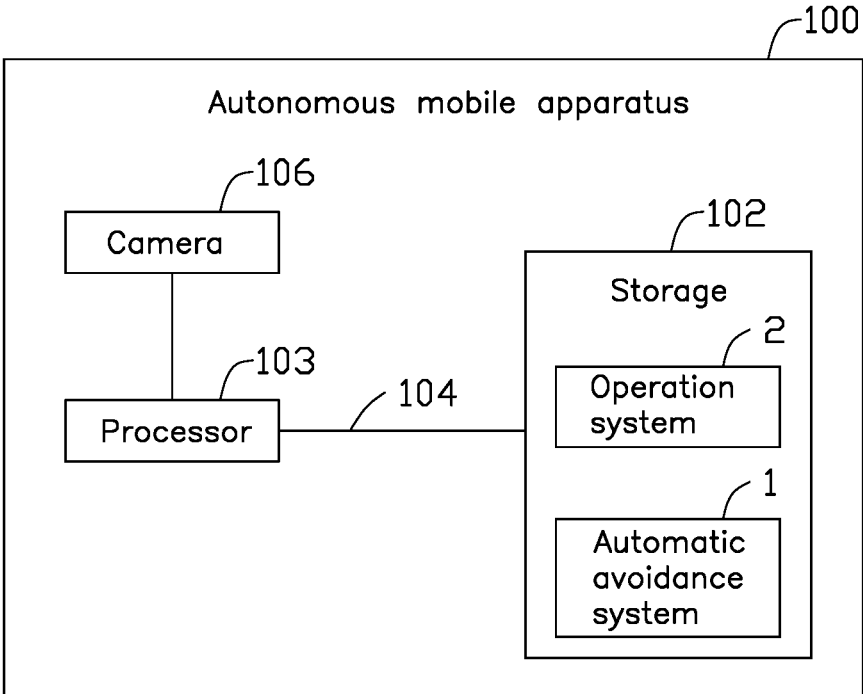 100
Autonomous mobile apparatus
106
Camera
102
Storage
103
Processor
104
2
Operation
system
1
Automatic
avoidance
system